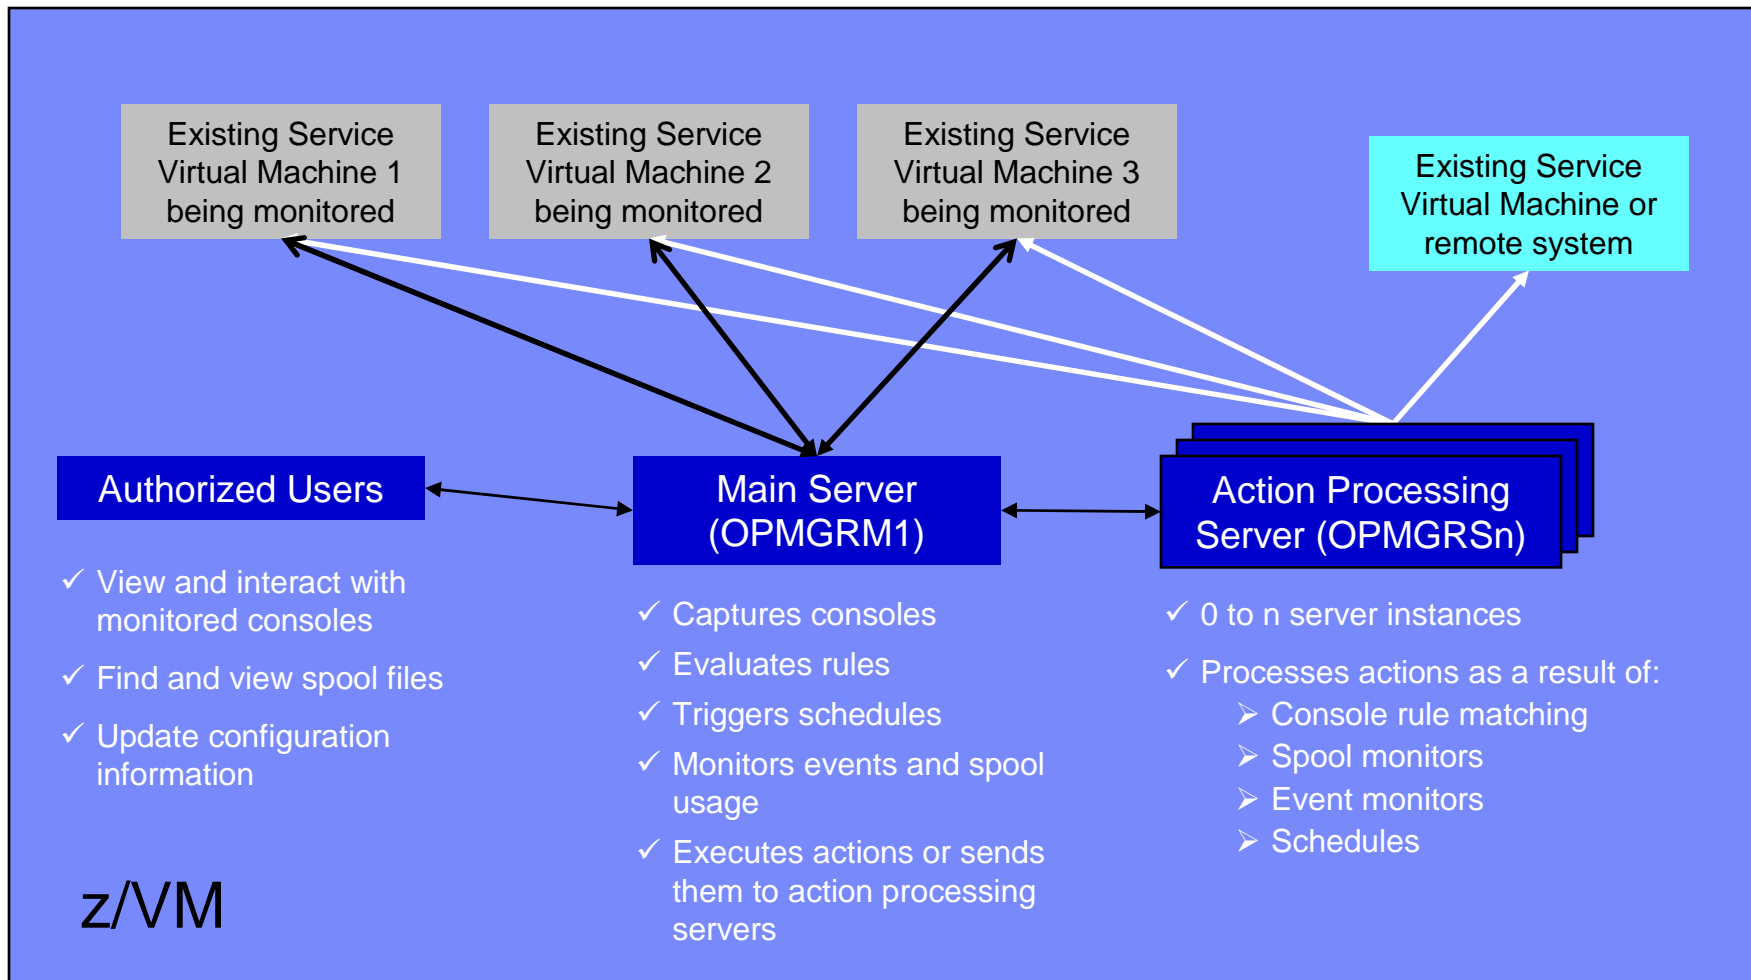 Existing Service
Virtual Machine 1
being monitored
Existing Service
Virtual Machine 2
being monitored
Existing Service
Virtual Machine 3
being monitored
Existing Service
Virtual Machine or
remote system
Authorized Users
Main Server
(OPMGRM1)
Action Processing
Server (OPMGRSn)
✓ View and interact with
monitored consoles
✓ Find and view spool files
✓ Update configuration
information
✓ Captures consoles
✓ Evaluates rules
✓ Triggers schedules
✓ Monitors events and spool
usage
✓ Executes actions or sends
them to action processing
servers
✓ 0 to n server instances
✓ Processes actions as a result of:
➢ Console rule matching
➢ Spool monitors
➢ Event monitors
➢ Schedules
z/VM